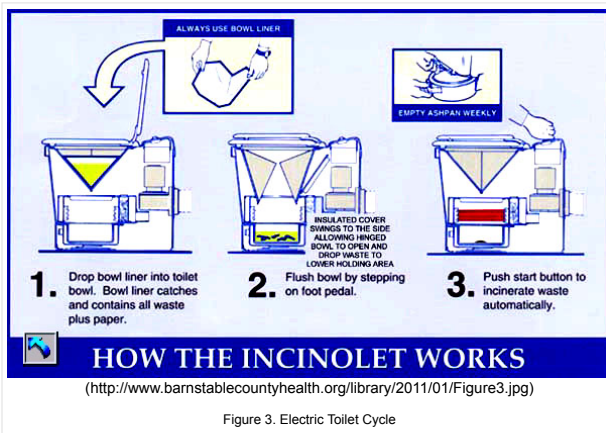 ALWAYS USE BOWL LINER
EMPTY ASHPAN WEEKLY
INSULATED COVER
SWINGS TO THE SIDE
ALLOWING HINGED
BOWL TO OPEN AND
DROP WASTE TO
LOWER HOLDING AREA
1. Drop bowl liner into toilet
bowl. Bowl liner catches
and contains all waste
plus paper.
2. Flush bowl by stepping
on foot pedal.
3. Push start button to
incinerate waste
automatically.
HOW THE INCINOLET WORKS
(http://www.barnstablecountyhealth.org/library/2011/01/Figure3.jpg)
Figure 3. Electric Toilet Cycle